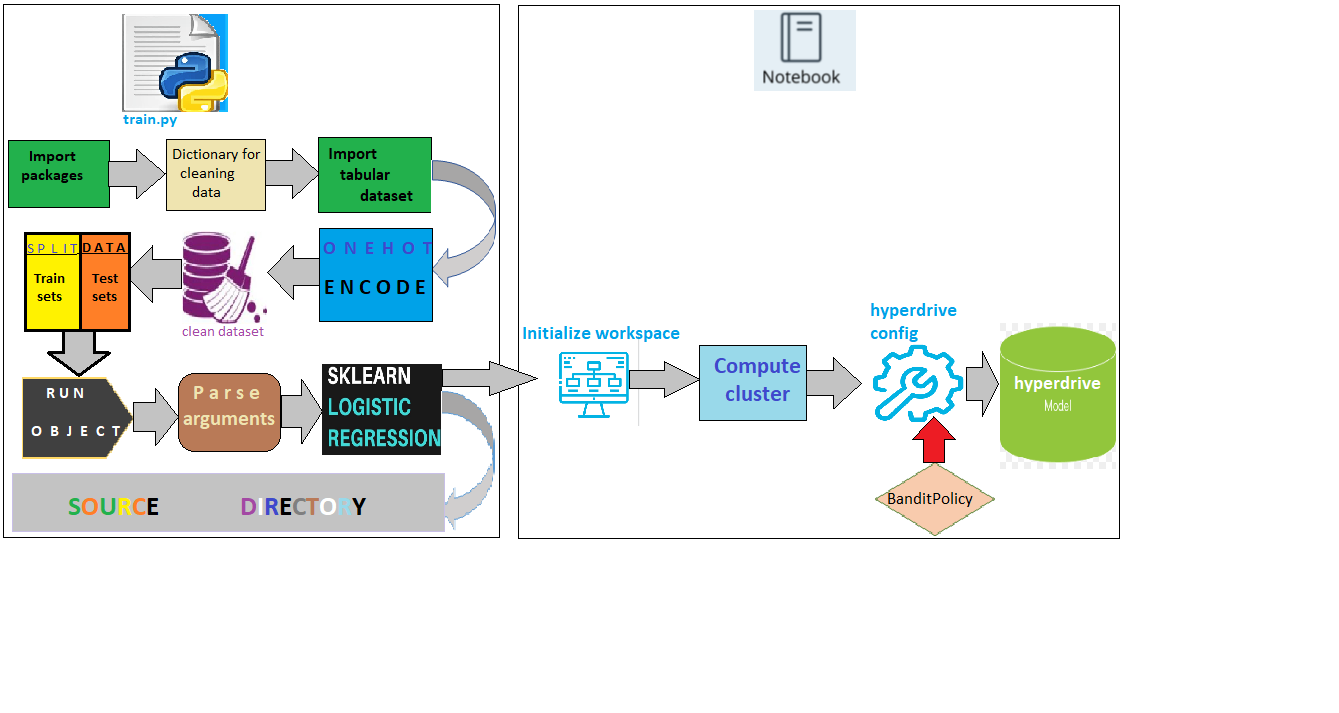 train.py
Import
packages
Dictionary for
cleaning
data
Import
tabular
dataset
ONEHOT
ENCODE
clean dataset
SPLIT DATA
Train
sets
Test
sets
RUN
OBJECT
Parse
arguments
SKLEARN
LOGISTIC
REGRESSION
SOURCE DIRECTORY
Notebook
Initialize workspace
Compute
cluster
hyperdrive
config
BanditPolicy
hyperdrive
Model